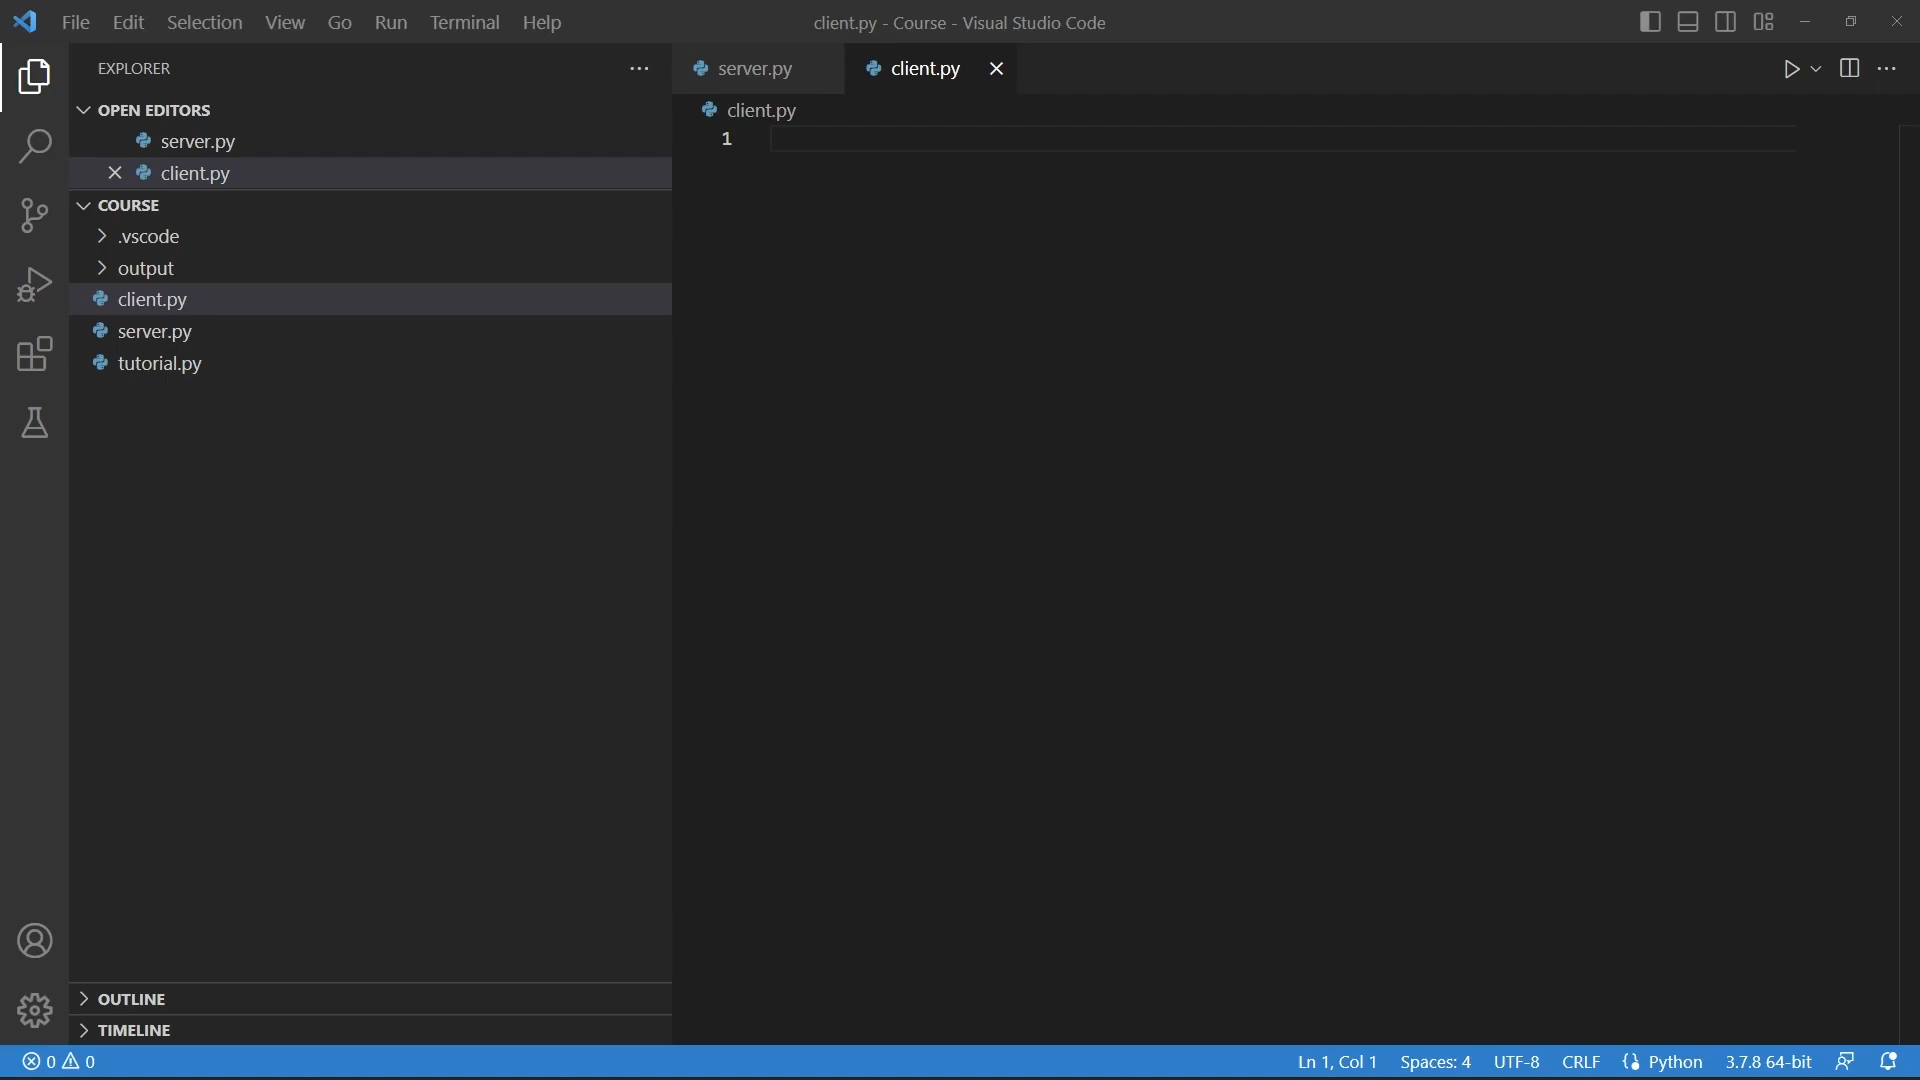 File Edit Selection View Go Run Terminal Help
client.py - Course - Visual Studio Code
EXPLORER
server.py
client.py
OPEN EDITORS
server.py
client.py
COURSE
.vscode
output
client.py
server.py
tutorial.py
OUTLINE
TIMELINE
client.py
1
0 0
Ln 1, Col 1 Spaces: 4 UTF-8 CRLF Python 3.7.8 64-bit